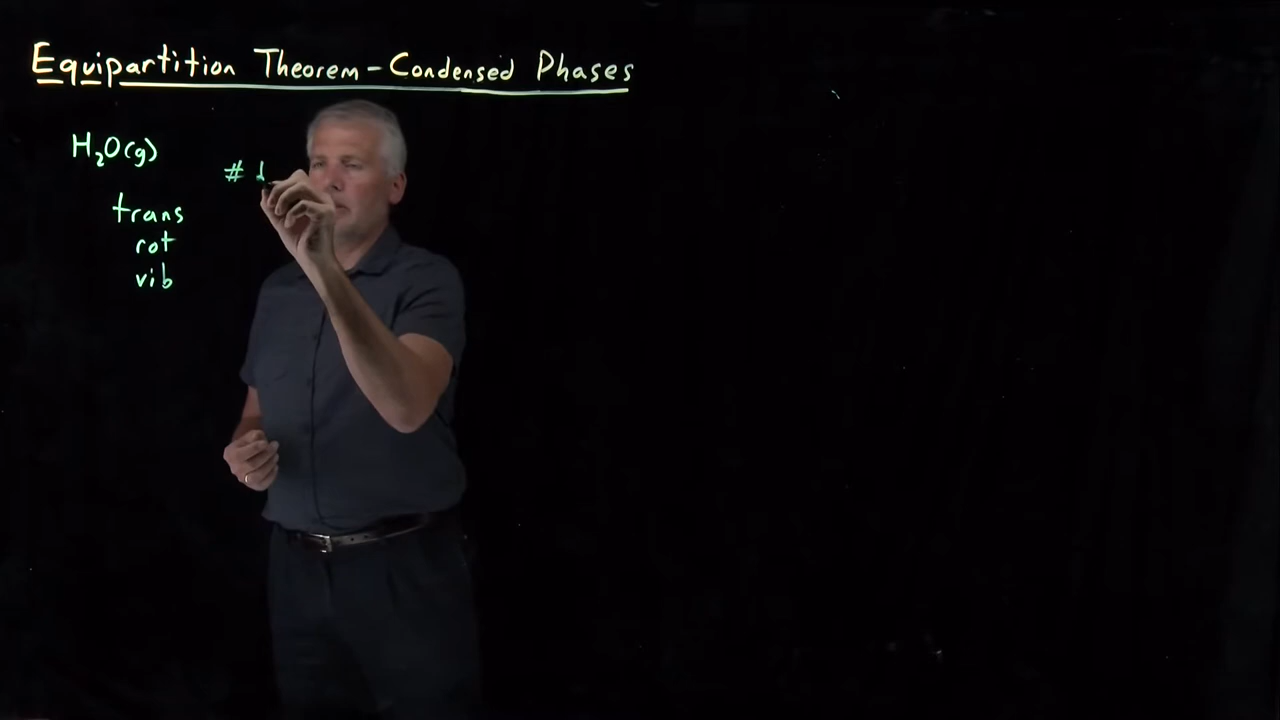 Equipartition Theorem - Condensed Phases
H₂O(g)
#
trans
rot
vib